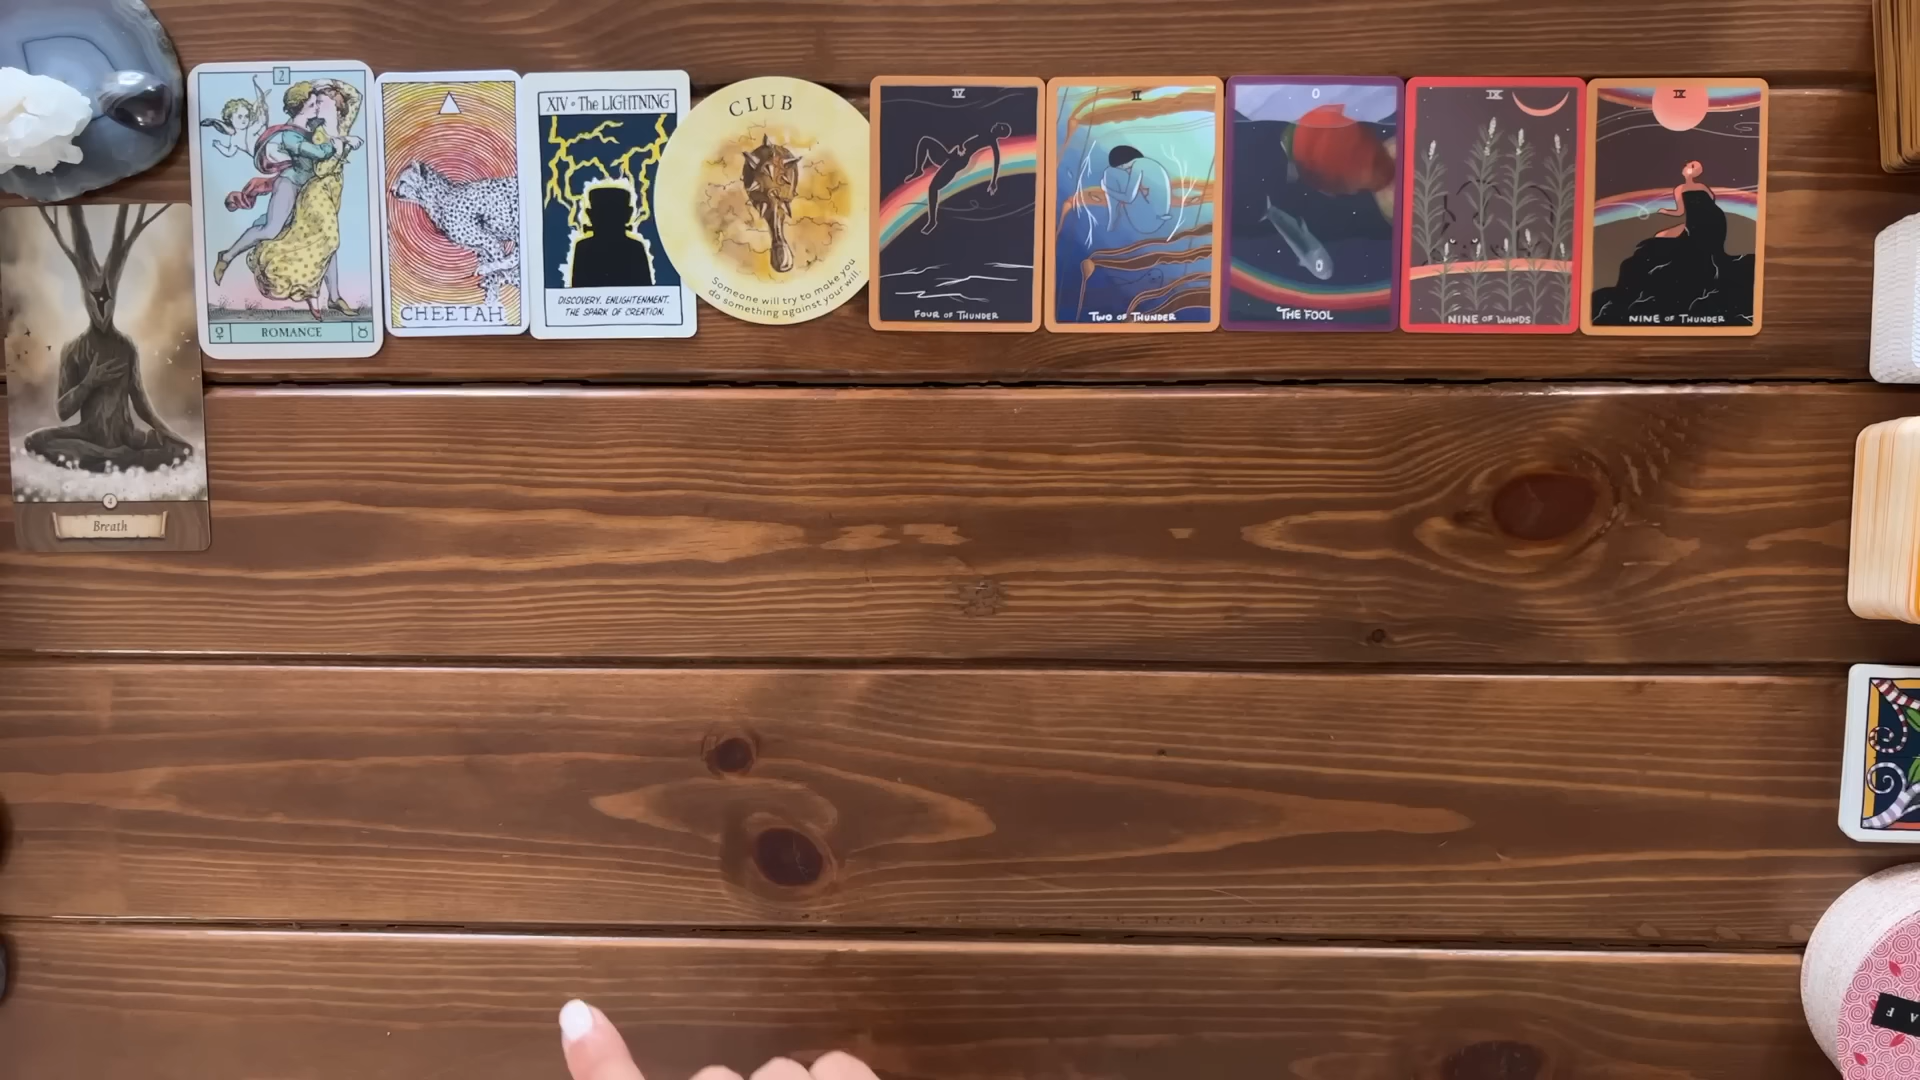 2
ROMANCE
CHEETAH
XIV • The LIGHTNING
DISCOVERY. ENLIGHTENMENT.
THE SPARK OF CREATION.
CLUB
Someone will try to make you
do something against your will.
IV
FOUR OF THUNDER
II
TWO OF THUNDER
0
THE FOOL
IX
NINE OF WANDS
IX
NINE OF THUNDER
4
Breath